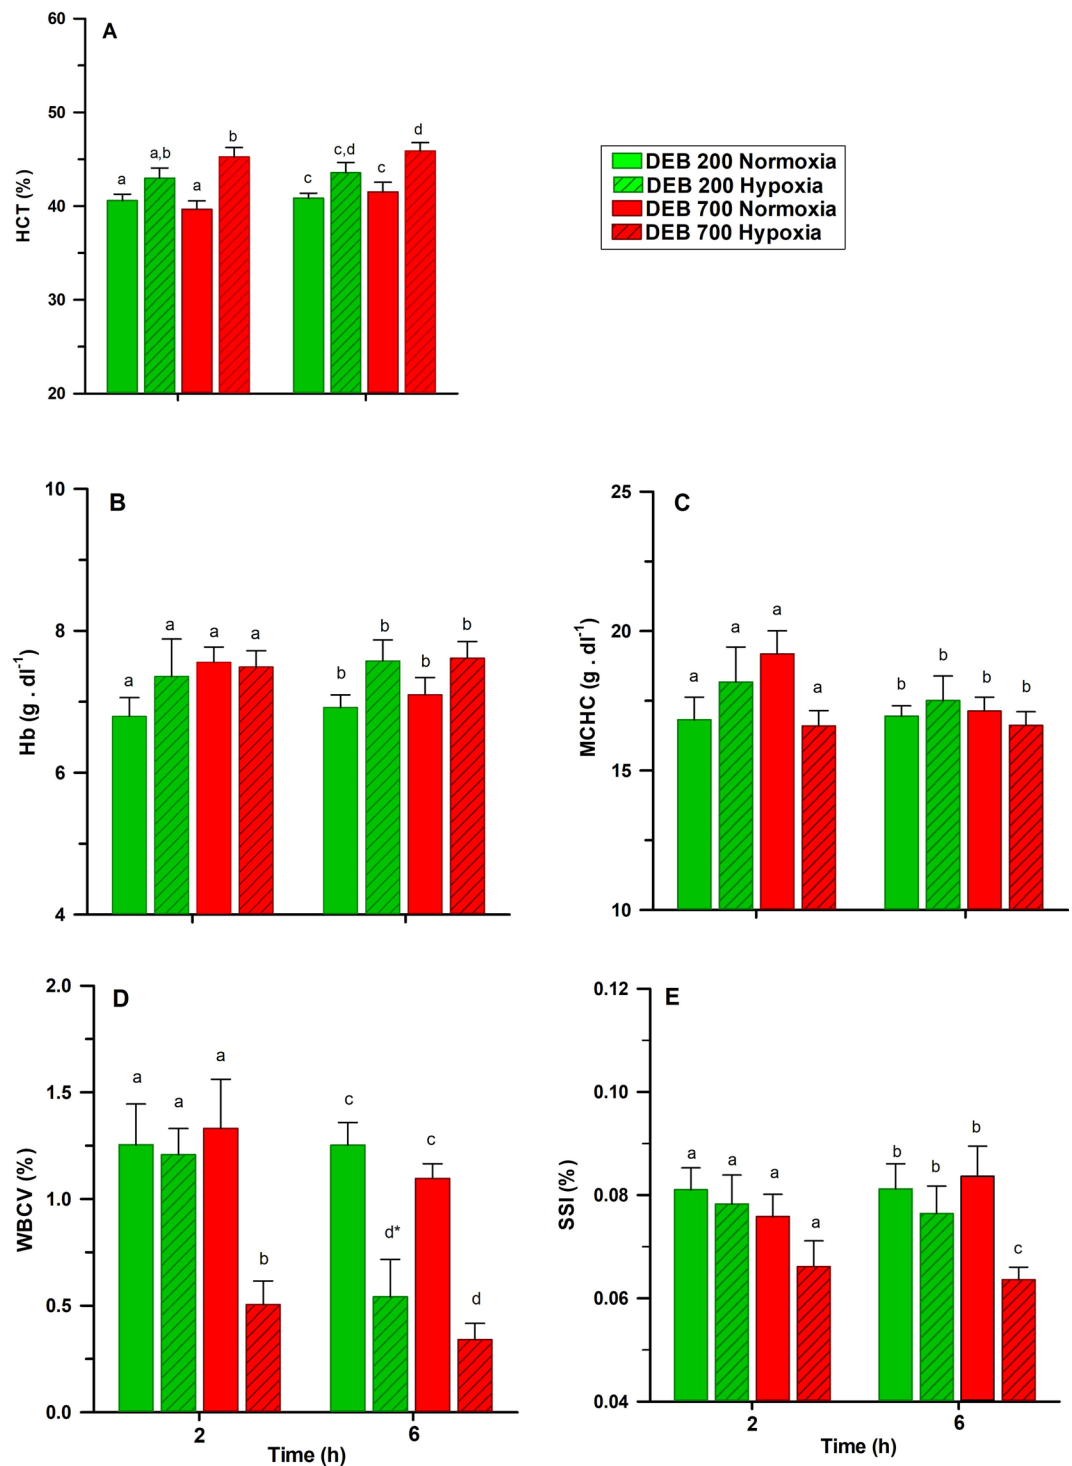 A
60
50
40
30
20
HCT (%)
a
a,b
a
b
c
c,d
c
d
DEB 200 Normoxia
DEB 200 Hypoxia
DEB 700 Normoxia
DEB 700 Hypoxia
B
10
8
6
4
Hb (g . dl⁻¹)
a
a
a
a
b
b
b
b
C
25
20
15
10
MCHC (g . dl⁻¹)
a
a
a
a
b
b
b
b
D
2.0
1.5
1.0
0.5
0.0
WBCV (%)
a
a
a
b
c
d*
c
d
2
6
Time (h)
E
0.12
0.10
0.08
0.06
0.04
SSI (%)
a
a
a
a
b
b
b
c
2
6
Time (h)